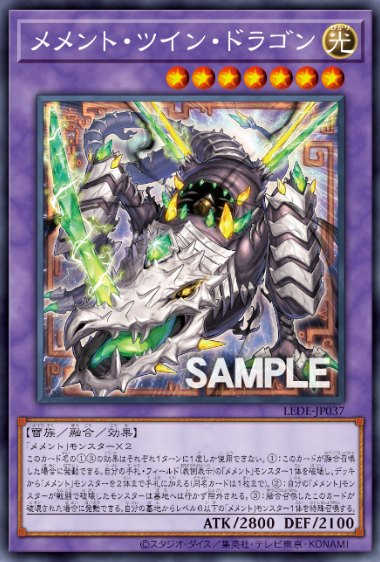 メメント・ツイン・ドラゴン
光
SAMPLE
LEDE-JP037
【雷族／融合／効果】
「メメント」モンスター×２
このカード名の①③の効果はそれぞれ１ターンに１度しか使用できない。①：このカードが融合召喚
した場合に発動できる。自分の手札・フィールド（表側表示）の「メメント」モンスター１体を破壊し、デッキ
から「メメント」モンスターを２体まで手札に加える（同名カードは１枚まで）。②：自分の「メメント」モン
スターが戦闘で破壊したモンスターは墓地へは行かず除外される。③：融合召喚したこのカードが
破壊された場合に発動できる。自分の墓地からレベル６以下の「メメント」モンスター１体を特殊召喚する。
ATK/2800 DEF/2100
©スタジオ・ダイス／集英社・テレビ東京・KONAMI